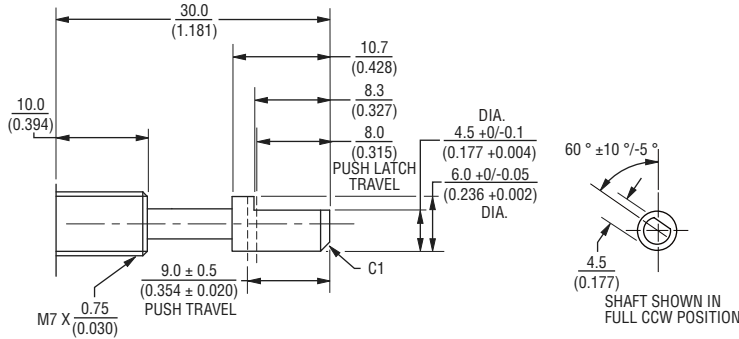 30.0
(1.181)
10.7
(0.428)
8.3
(0.327)
10.0
(0.394)
8.0
(0.315)
PUSH LATCH
TRAVEL
DIA.
4.5 +0/-0.1
(0.177 +0.004)
6.0 +0/-0.05
(0.236 +0.002)
DIA.
60 ° ±10 °/-5 °
9.0 ± 0.5
(0.354 ± 0.020)
PUSH TRAVEL
C1
M7 X 0.75
(0.030)
4.5
(0.177)
SHAFT SHOWN IN
FULL CCW POSITION